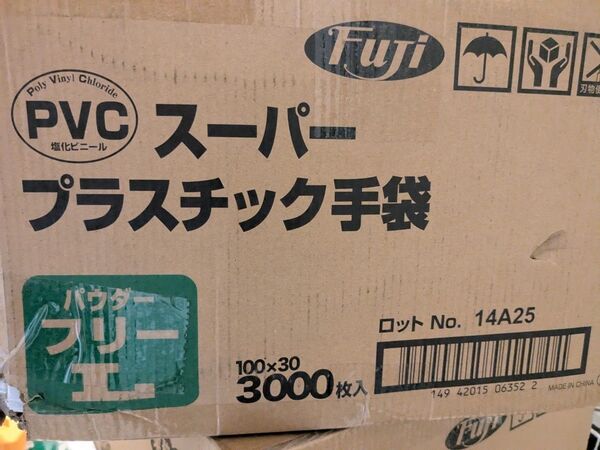 Fuji
Poly Vinyl Chloride
PVC
塩化ビニール
スーパー
プラスチック手袋
パウダー
フリー
ロット No. 14A25
100×30
3000枚入
149 42015 06352 2
MADE IN CHINA
Fuji